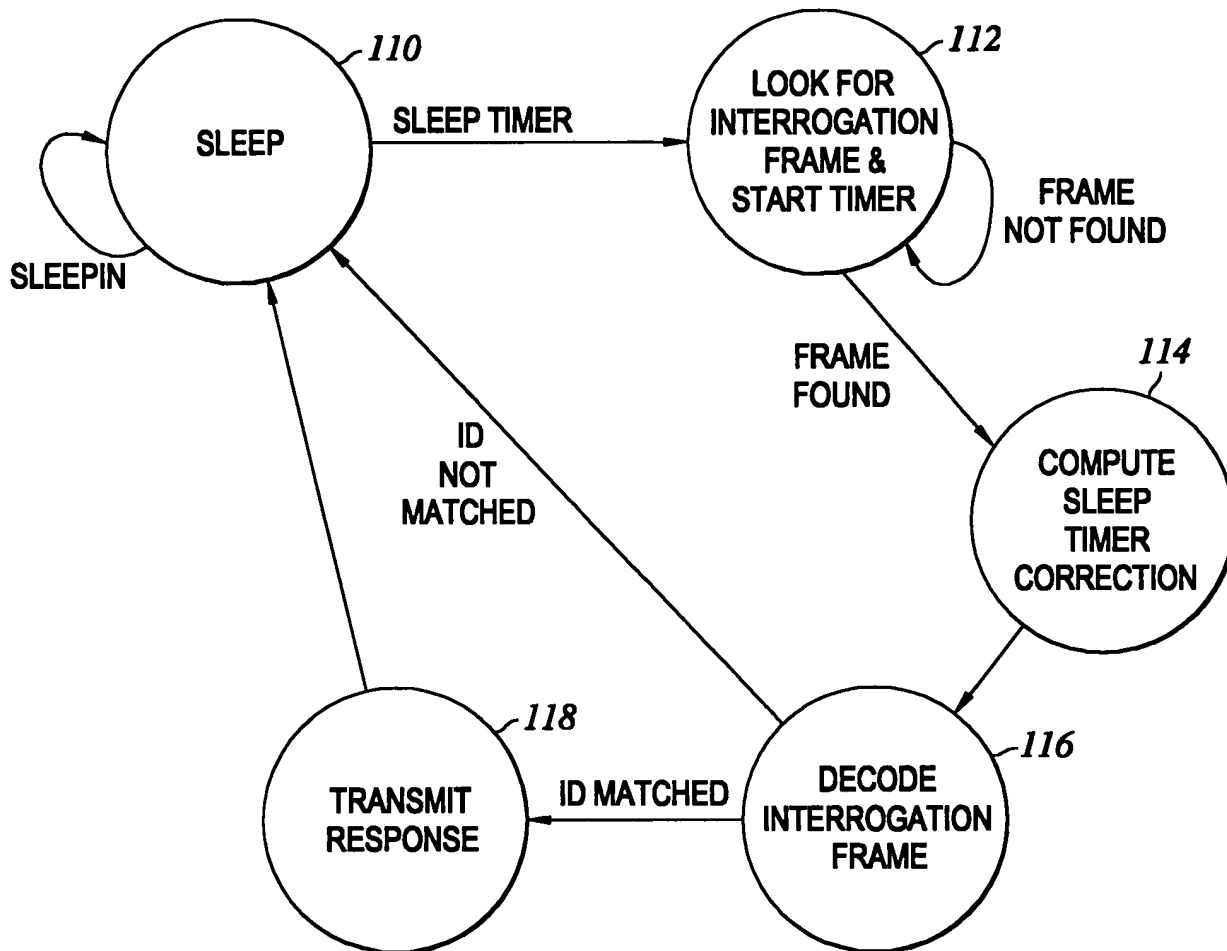 110
SLEEP
SLEEPIN
SLEEP TIMER
112
LOOK FOR
INTERROGATION
FRAME &
START TIMER
FRAME
NOT FOUND
FRAME
FOUND
114
COMPUTE
SLEEP
TIMER
CORRECTION
ID
NOT
MATCHED
116
DECODE
INTERROGATION
FRAME
ID MATCHED
118
TRANSMIT
RESPONSE